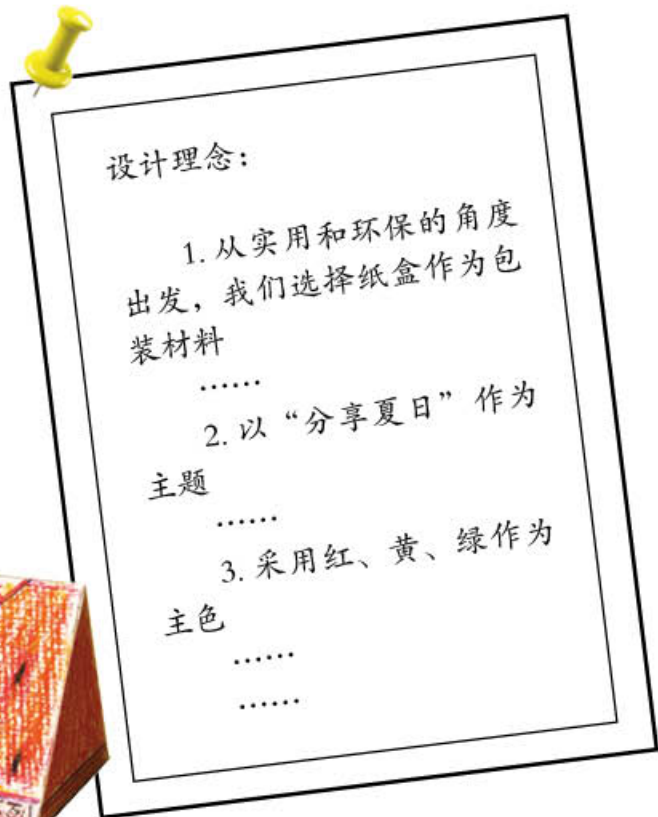 设计理念：
1. 从实用和环保的角度
出发，我们选择纸盒作为包
装材料
……
2. 以“分享夏日”作为
主题
……
3. 采用红、黄、绿作为
主色
……
……